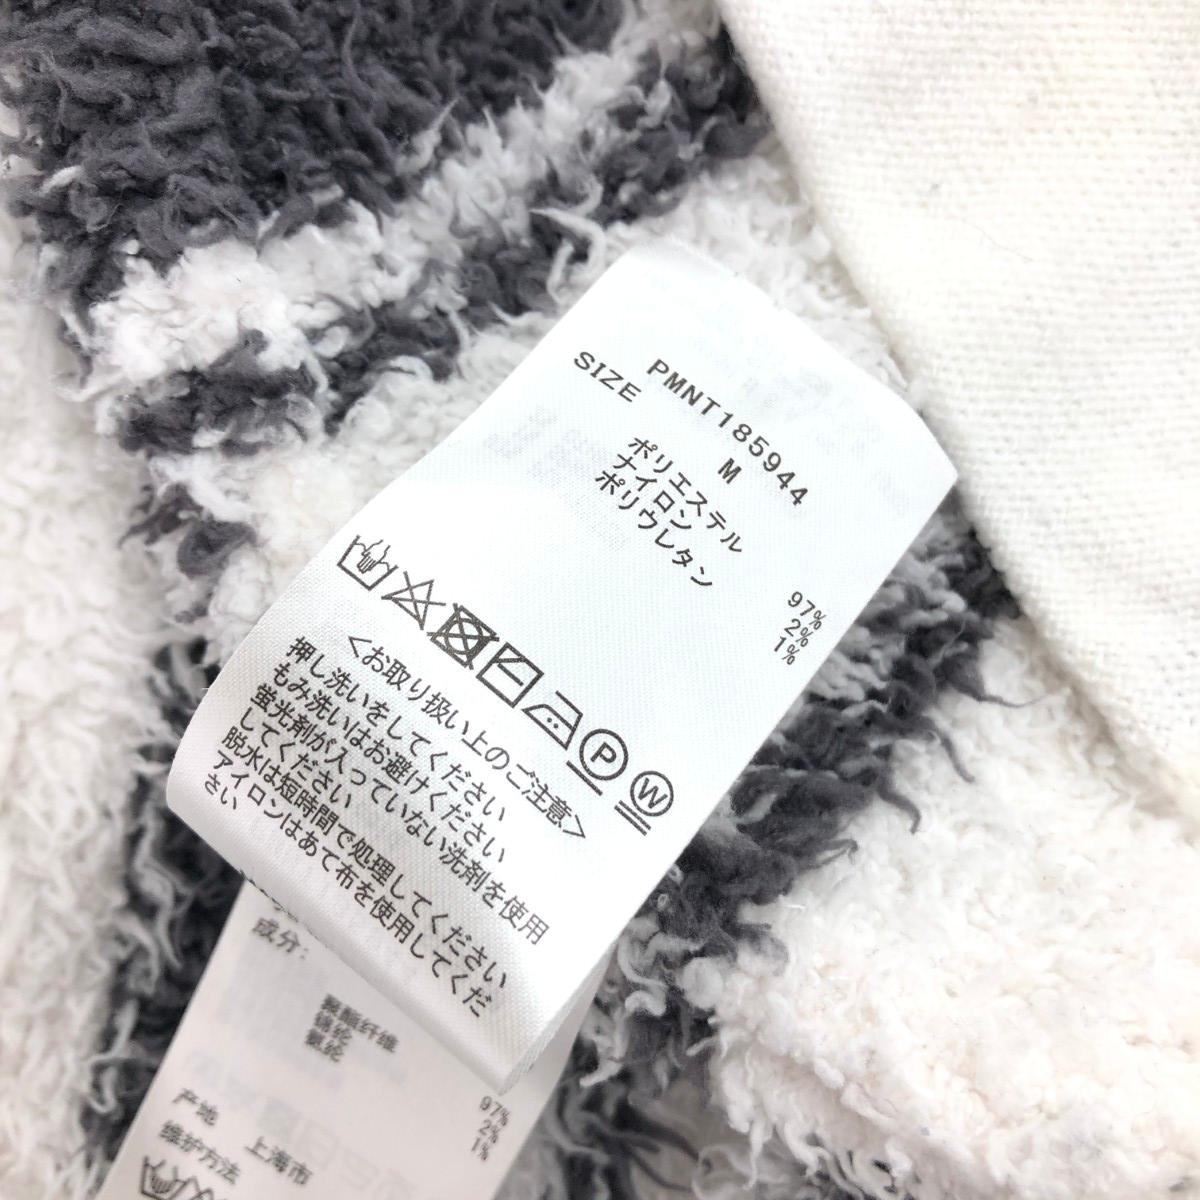 PMNT185944
SIZE M
ポリエステル 97%
ナイロン 2%
ポリウレタン 1%
P W
<お取り扱い上のご注意>
押し洗いをしてください
もみ洗いはお避けください
蛍光剤が入っていない洗剤を使用
してください
脱水は短時間で処理してください
アイロンはあて布を使用してくだ
さい
成分:
聚酯纤维 97%
锦纶 2%
氨纶 1%
产地 上海市
维护方法